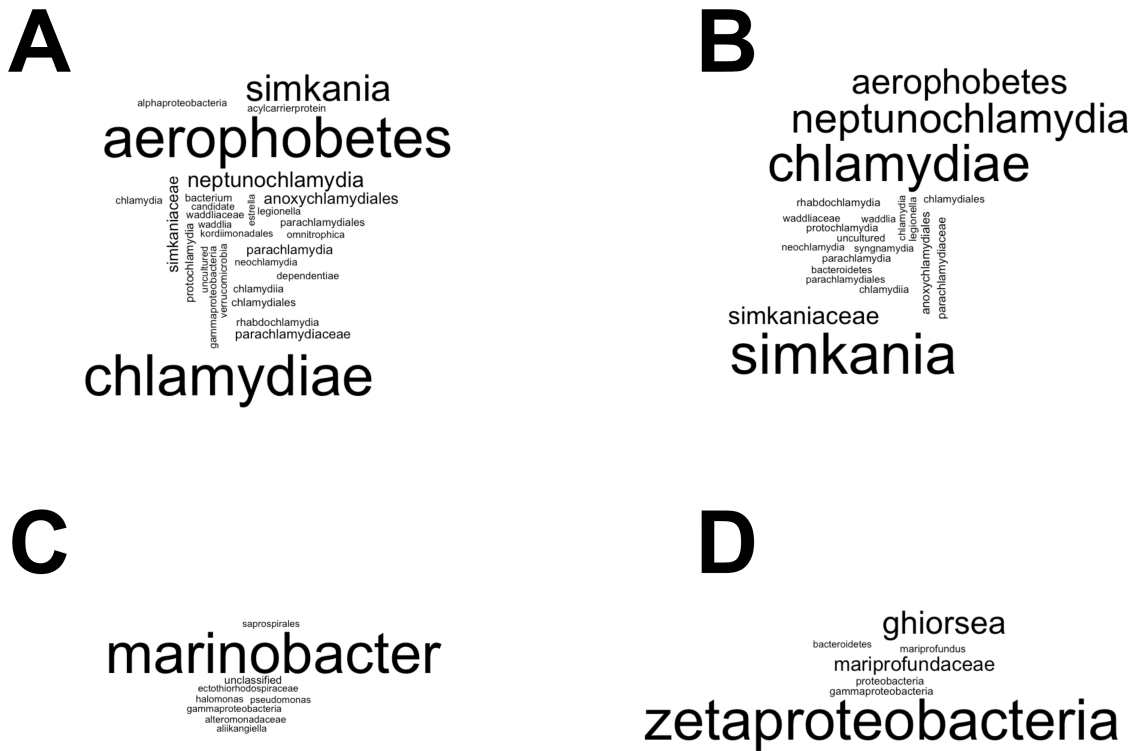 A
simkania
alphaproteobacteria
acylcarrierprotein
aerophobetes
neptunochlamydia
simkaniaceae
chlamydia
bacterium
estrella
anoxychlamydiales
candidate
legionella
waddliaceae
waddlia
parachlamydiales
protochlamydia
kordiimonadales
omnitrophica
uncultured
gammaproteobacteria
verrucomicrobia
parachlamydia
neochlamydia
dependentiae
chlamydiia
chlamydiales
rhabdochlamydia
parachlamydiaceae
chlamydiae
B
aerophobetes
neptunochlamydia
chlamydiae
rhabdochlamydia
chlamydia
legionella
chlamydiales
waddliaceae
waddlia
anoxychlamydiales
parachlamydiaceae
protochlamydia
uncultured
neochlamydia
syngnamydia
parachlamydia
bacteroidetes
parachlamydiales
chlamydiia
simkaniaceae
simkania
C
saprospirales
marinobacter
unclassified
ectothiorhodospiraceae
halomonas
pseudomonas
gammaproteobacteria
alteromonadaceae
aliikangiella
D
ghiorsea
bacteroidetes
mariprofundus
mariprofundaceae
proteobacteria
gammaproteobacteria
zetaproteobacteria